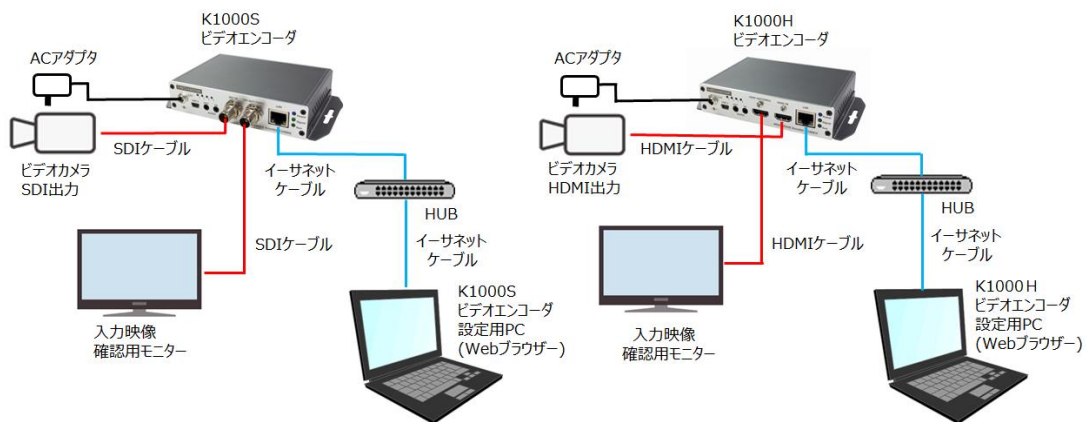 K1000S
ビデオエンコーダ
ACアダプタ
SDIケーブル
ビデオカメラ
SDI出力
イーサネット
ケーブル
HUB
SDIケーブル
イーサネット
ケーブル
入力映像
確認用モニター
K1000S
ビデオエンコーダ
設定用PC
(Webブラウザー)
K1000H
ビデオエンコーダ
ACアダプタ
HDMIケーブル
ビデオカメラ
HDMI出力
イーサネット
ケーブル
HUB
HDMIケーブル
イーサネット
ケーブル
入力映像
確認用モニター
K1000H
ビデオエンコーダ
設定用PC
(Webブラウザー)